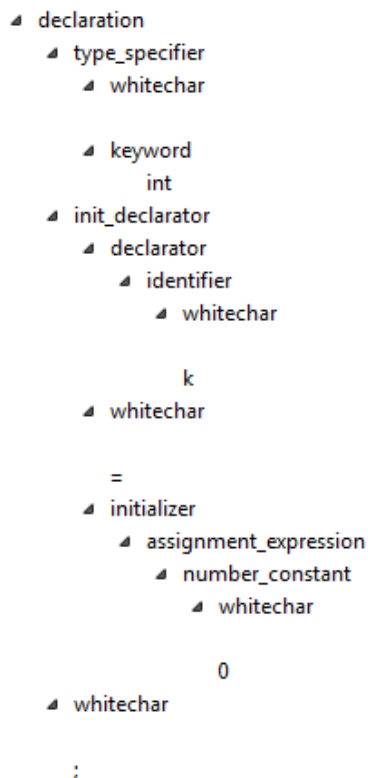 declaration
type_specifier
whitechar
keyword
int
init_declarator
declarator
identifier
whitechar
k
whitechar
=
initializer
assignment_expression
number_constant
whitechar
0
whitechar
;